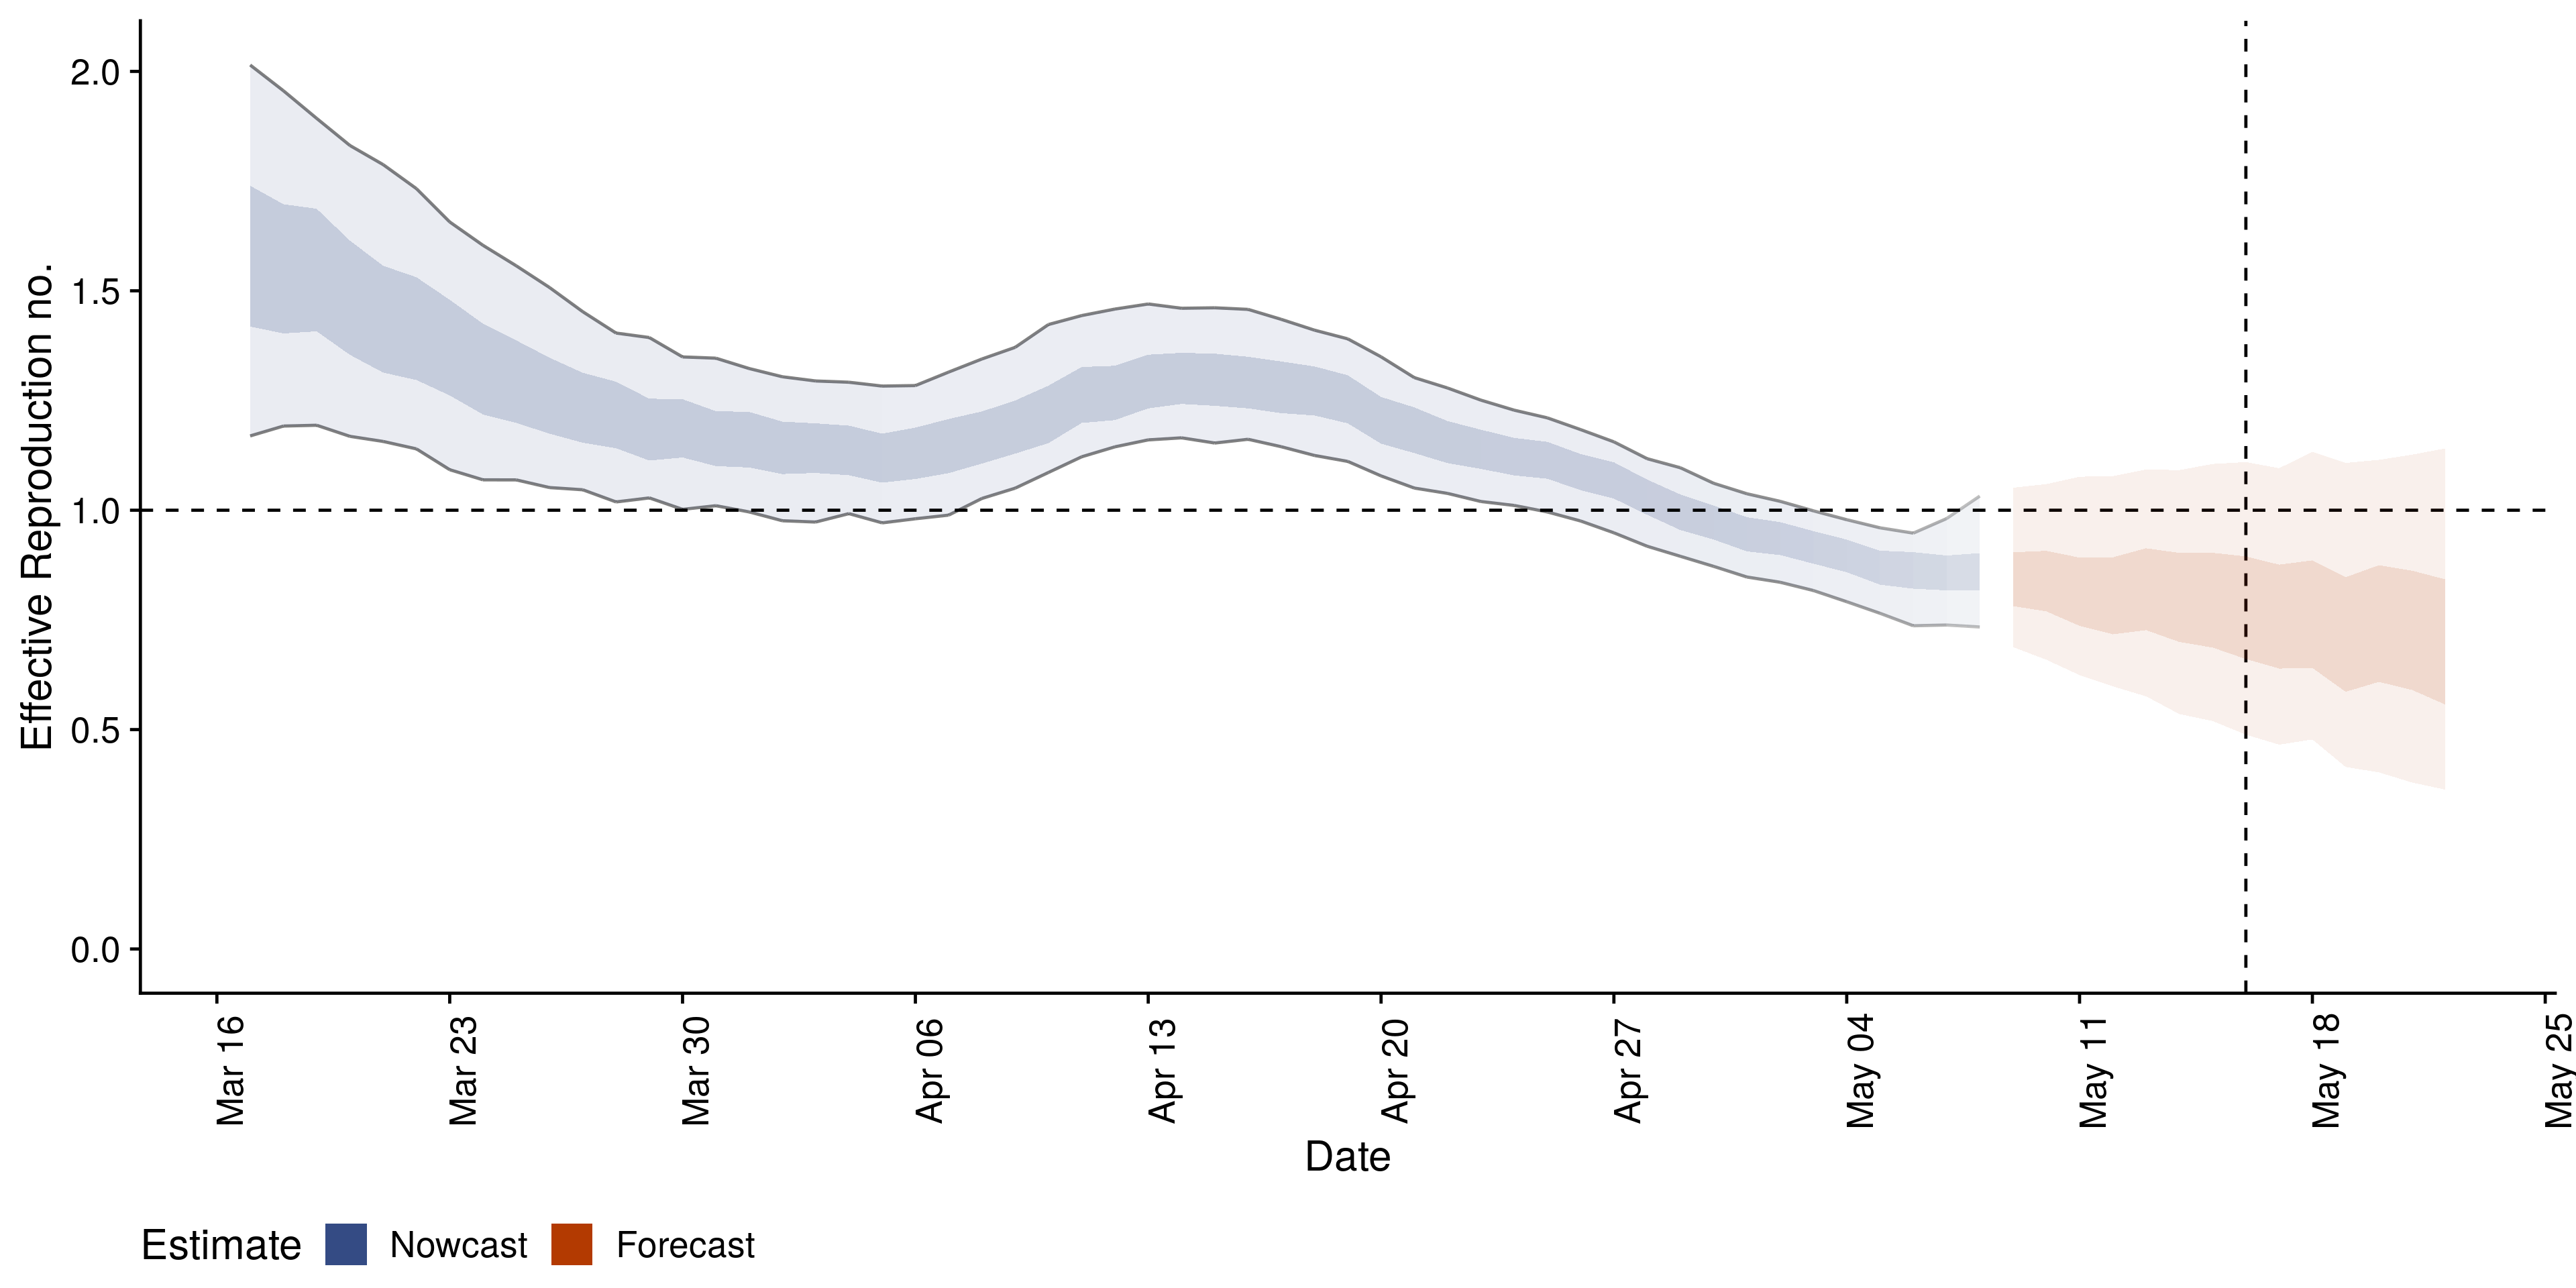 Effective Reproduction no.
2.0
1.5
1.0
0.5
0.0
Mar 16
Mar 23
Mar 30
Apr 06
Apr 13
Apr 20
Apr 27
May 04
May 11
May 18
May 25
Date
Estimate Nowcast Forecast